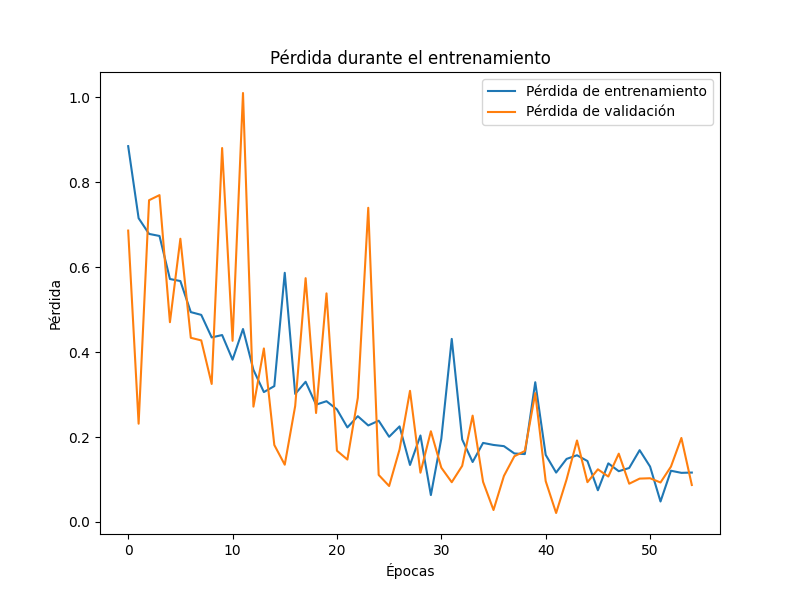 Pérdida durante el entrenamiento
Pérdida de entrenamiento
Pérdida de validación
1.0
0.8
0.6
0.4
0.2
0.0
Pérdida
0 10 20 30 40 50
Épocas